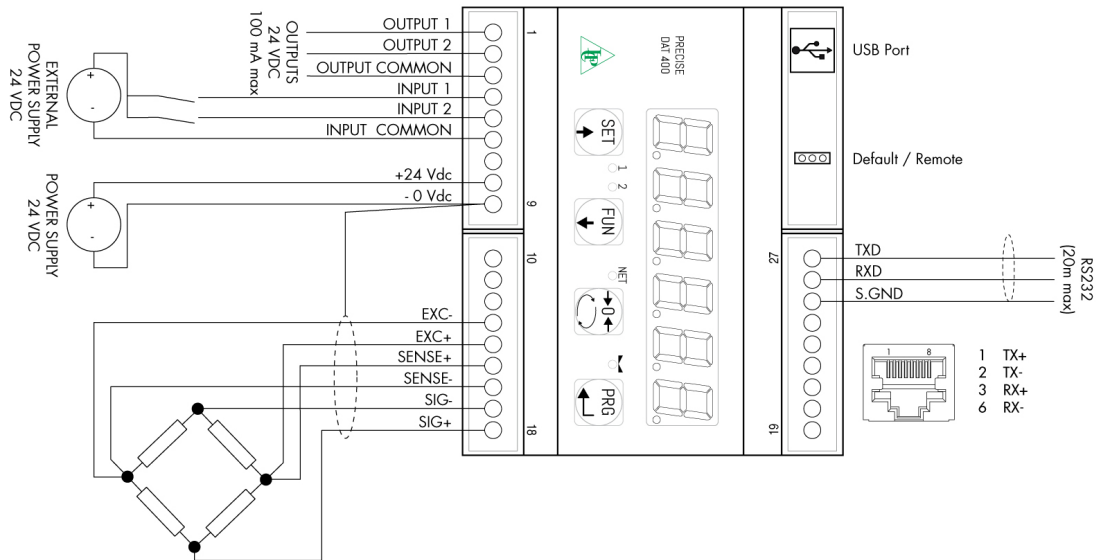 OUTPUT 1
OUTPUT 2
OUTPUT COMMON
INPUT 1
INPUT 2
INPUT COMMON
+24 Vdc
- 0 Vdc
OUTPUTS
24 VDC
100 mA max
EXTERNAL
POWER SUPPLY
24 VDC
+
-
POWER SUPPLY
24 VDC
+
-
EXC-
EXC+
SENSE+
SENSE-
SIG-
SIG+
1
9
10
18
PRECISE
DAT 400
SET
1
2
FUN
NET
0
PRG
USB Port
Default / Remote
27
19
TXD
RXD
S.GND
RS232
(20m max)
1 8
1 TX+
2 TX-
3 RX+
6 RX-